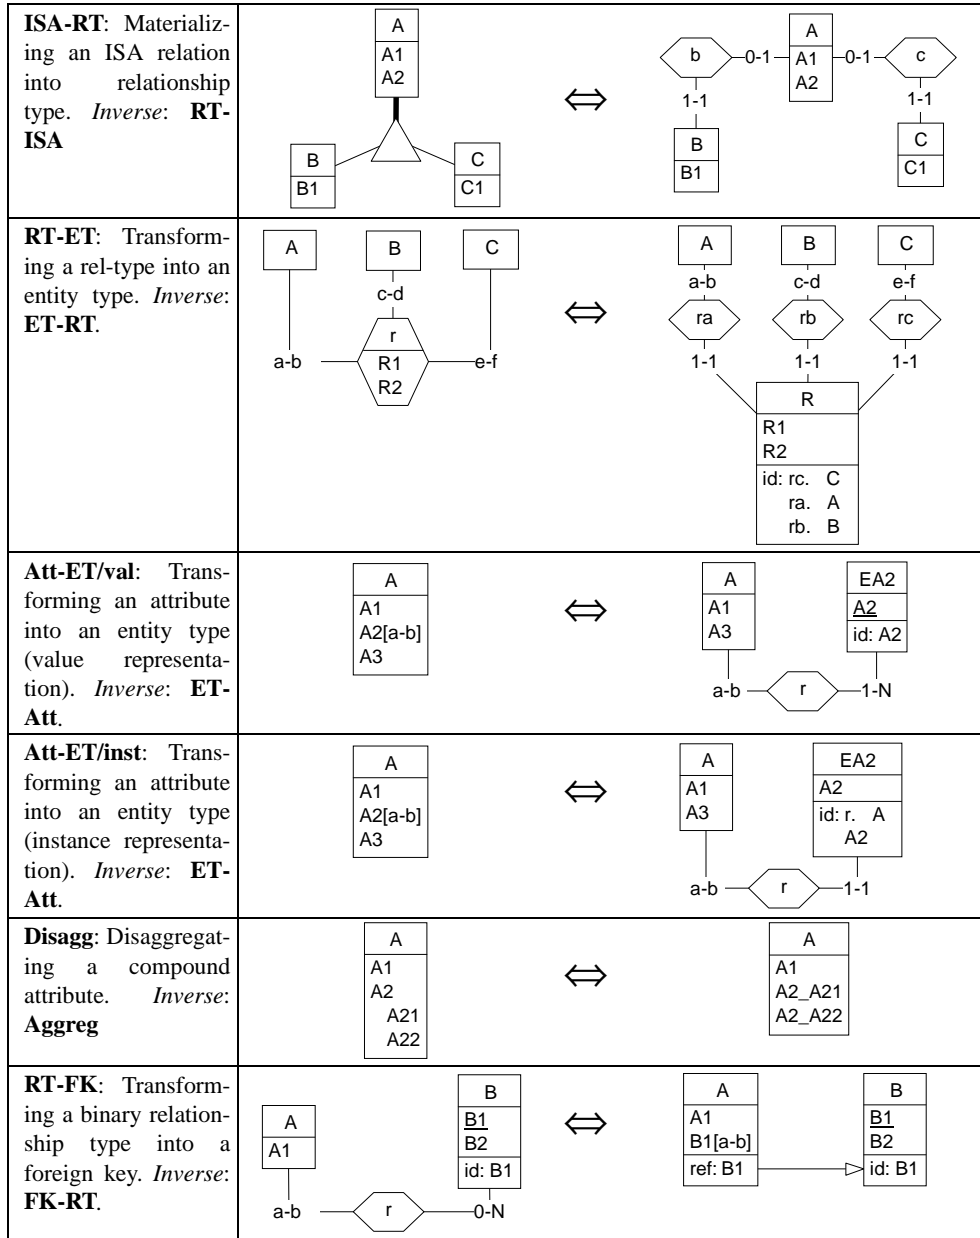 ISA-RT: Materializ-
ing an ISA relation
into relationship
type. Inverse: RT-
ISA
A
A1
A2
B
B1
C
C1
⇔
b
0-1
A
A1
A2
0-1
c
1-1
1-1
B
B1
C
C1
RT-ET: Transform-
ing a rel-type into an
entity type. Inverse:
ET-RT.
A
B
C
c-d
r
R1
R2
a-b
e-f
⇔
A
B
C
a-b
c-d
e-f
ra
rb
rc
1-1
1-1
1-1
R
R1
R2
id: rc. C
ra. A
rb. B
Att-ET/val: Trans-
forming an attribute
into an entity type
(value representa-
tion). Inverse: ET-
Att.
A
A1
A2[a-b]
A3
⇔
A
A1
A3
EA2
A2
id: A2
a-b
r
1-N
Att-ET/inst: Trans-
forming an attribute
into an entity type
(instance representa-
tion). Inverse: ET-
Att.
A
A1
A2[a-b]
A3
⇔
A
A1
A3
EA2
A2
id: r. A
A2
a-b
r
1-1
Disagg: Disaggregat-
ing a compound
attribute. Inverse:
Aggreg
A
A1
A2
A21
A22
⇔
A
A1
A2_A21
A2_A22
RT-FK: Transform-
ing a binary relation-
ship type into a
foreign key. Inverse:
FK-RT.
A
A1
B
B1
B2
id: B1
a-b
r
0-N
⇔
A
A1
B1[a-b]
ref: B1
B
B1
B2
id: B1